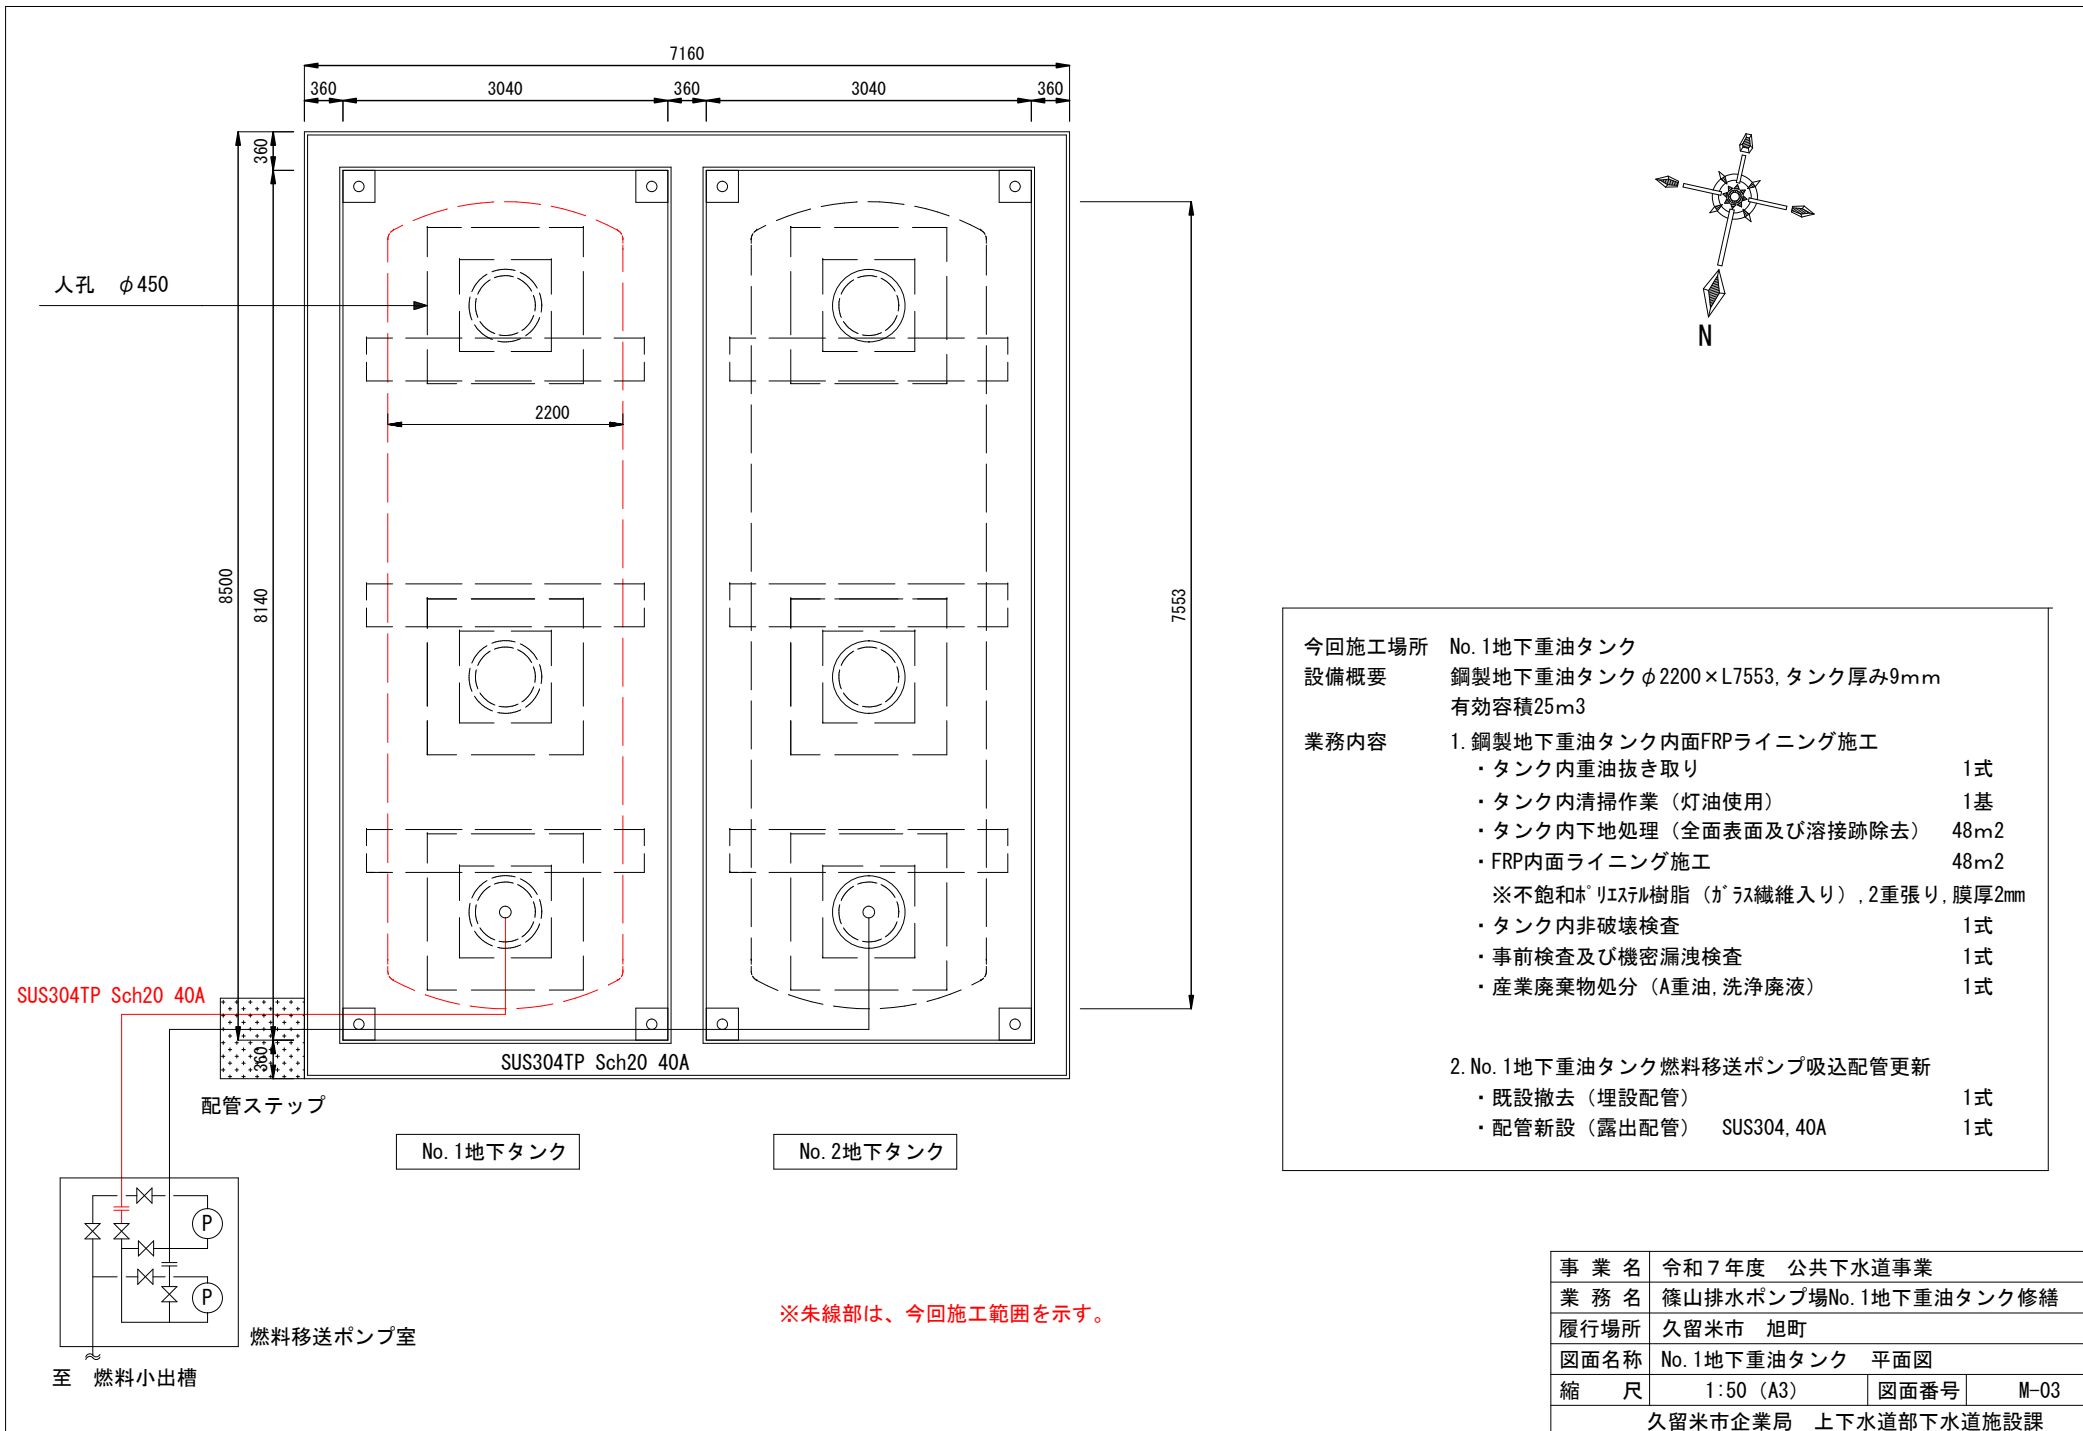 7160
360 3040 360 3040 360
360
人孔 φ450
2200
8500
8140
7553
360
SUS304TP Sch20 40A
SUS304TP Sch20 40A
配管ステップ
No.1地下タンク
No.2地下タンク
P
P
燃料移送ポンプ室
至 燃料小出槽
※朱線部は、今回施工範囲を示す。
N
今回施工場所 No.1地下重油タンク
設備概要 鋼製地下重油タンクφ2200×L7553,タンク厚み9mm
有効容積25m3
業務内容 1.鋼製地下重油タンク内面FRPライニング施工
・タンク内重油抜き取り 1式
・タンク内清掃作業（灯油使用） 1基
・タンク内下地処理（全面表面及び溶接跡除去） 48m2
・FRP内面ライニング施工 48m2
※不飽和ﾎﾟﾘｴｽﾃﾙ樹脂（ｶﾞﾗｽ繊維入り）,2重張り,膜厚2mm
・タンク内非破壊検査 1式
・事前検査及び機密漏洩検査 1式
・産業廃棄物処分（A重油,洗浄廃液） 1式
2.No.1地下重油タンク燃料移送ポンプ吸込配管更新
・既設撤去（埋設配管） 1式
・配管新設（露出配管） SUS304,40A 1式
事業名 令和７年度 公共下水道事業
業務名 篠山排水ポンプ場No.1地下重油タンク修繕
履行場所 久留米市 旭町
図面名称 No.1地下重油タンク 平面図
縮尺 1:50（A3） 図面番号 M-03
久留米市企業局 上下水道部下水道施設課